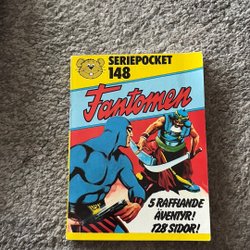 SERIEPOCKET
148
Fantomen
5 RAFFLANDE
ÄVENTYR!
128 SIDOR!